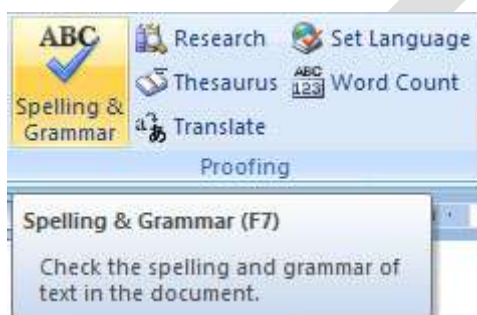 ABC
Spelling &
Grammar
Research
Thesaurus
Translate
Set Language
ABC
123
Word Count
Proofing
Spelling & Grammar (F7)
Check the spelling and grammar of
text in the document.